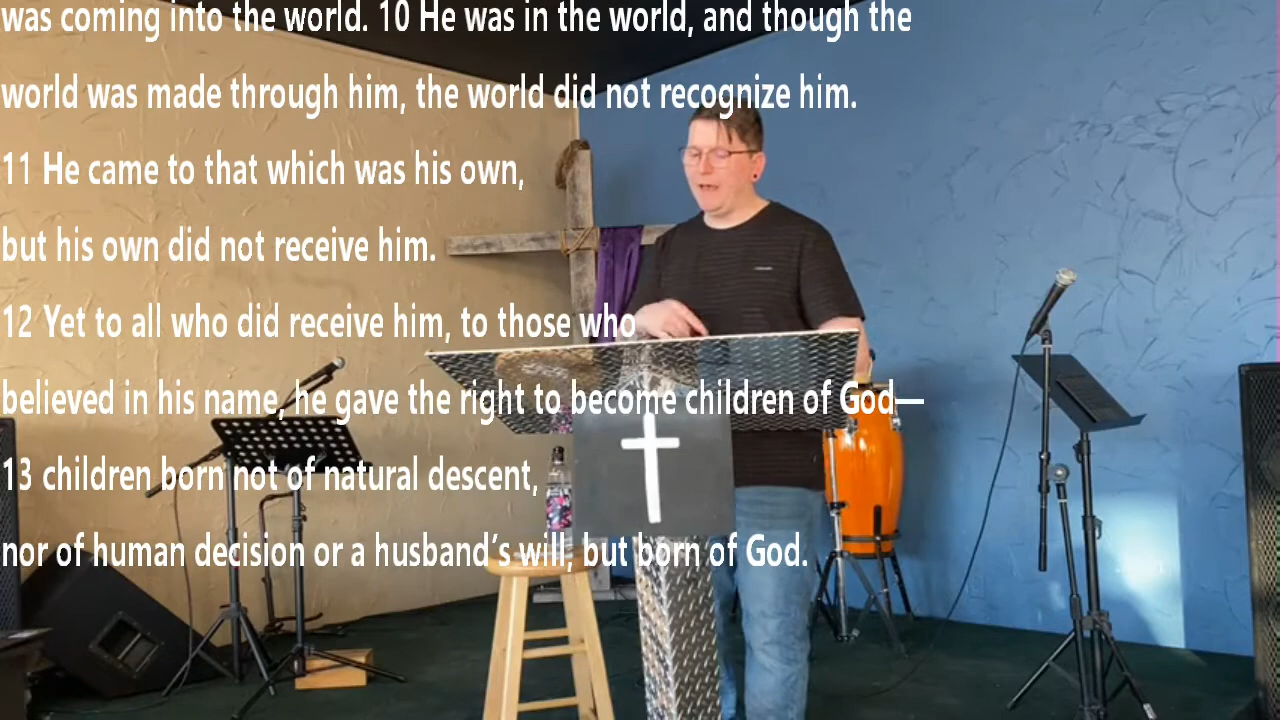 was coming into the world. 10 He was in the world, and though the
world was made through him, the world did not recognize him.
11 He came to that which was his own,
but his own did not receive him.
12 Yet to all who did receive him, to those who
believed in his name, he gave the right to become children of God—
13 children born not of natural descent,
nor of human decision or a husband’s will, but born of God.